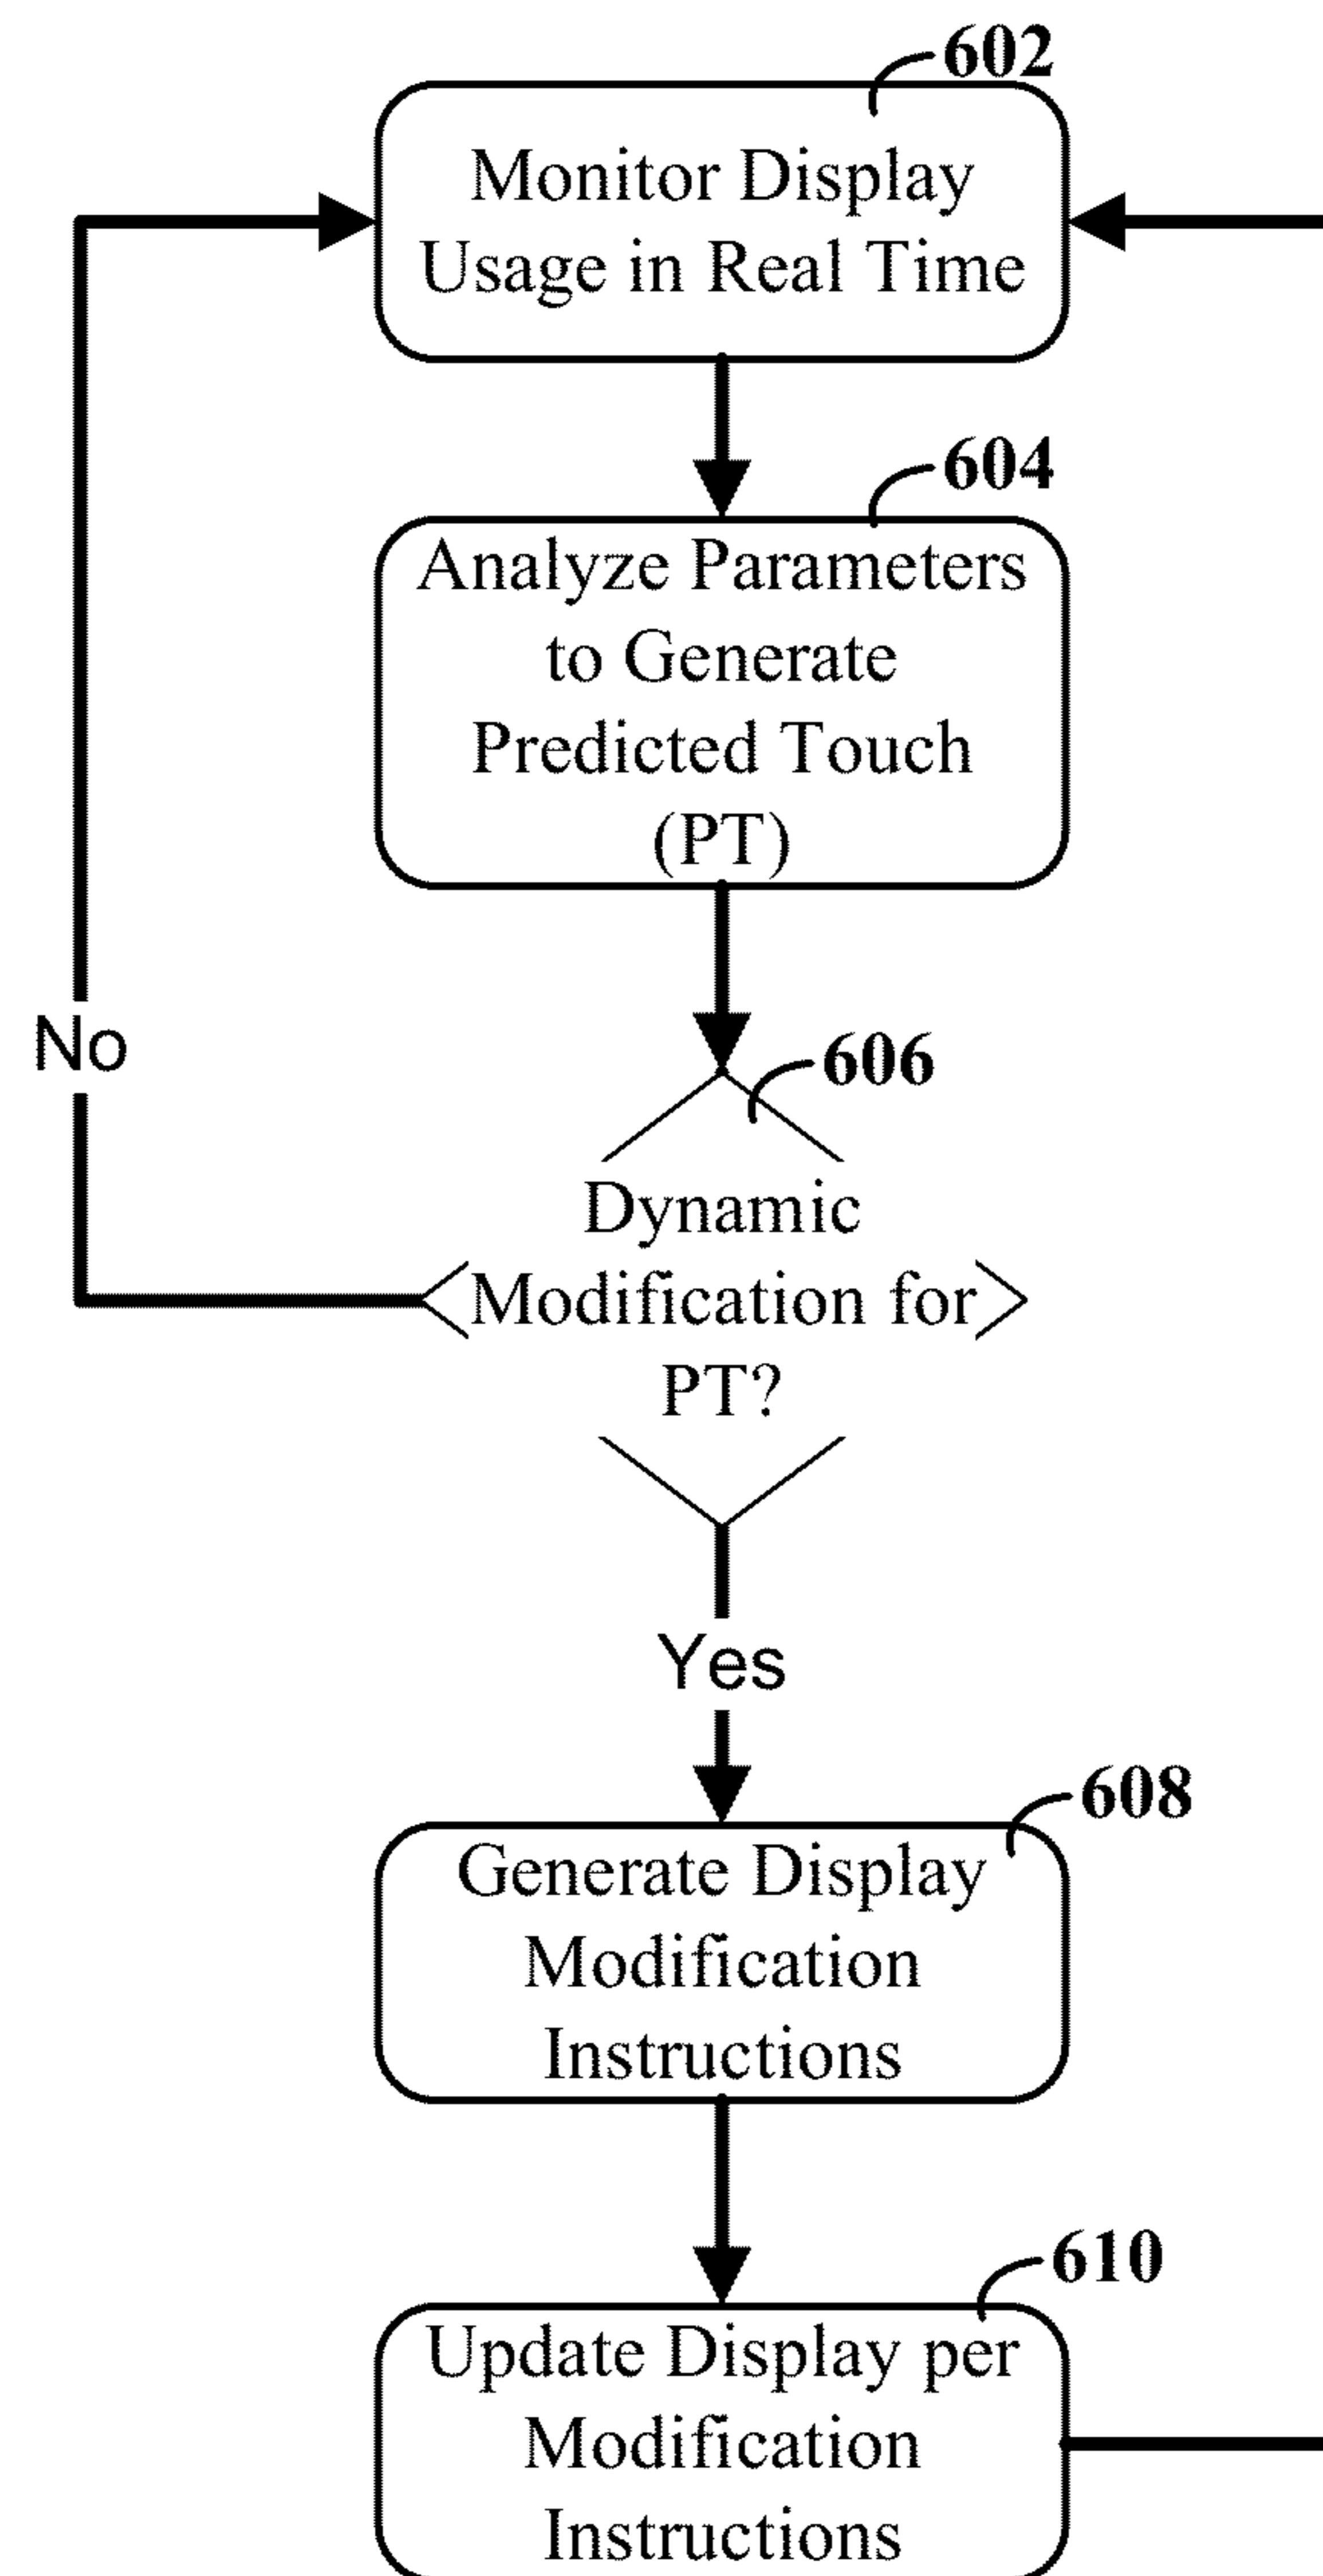 602
Monitor Display
Usage in Real Time
604
Analyze Parameters
to Generate
Predicted Touch
(PT)
No
606
Dynamic
Modification for
PT?
Yes
608
Generate Display
Modification
Instructions
610
Update Display per
Modification
Instructions